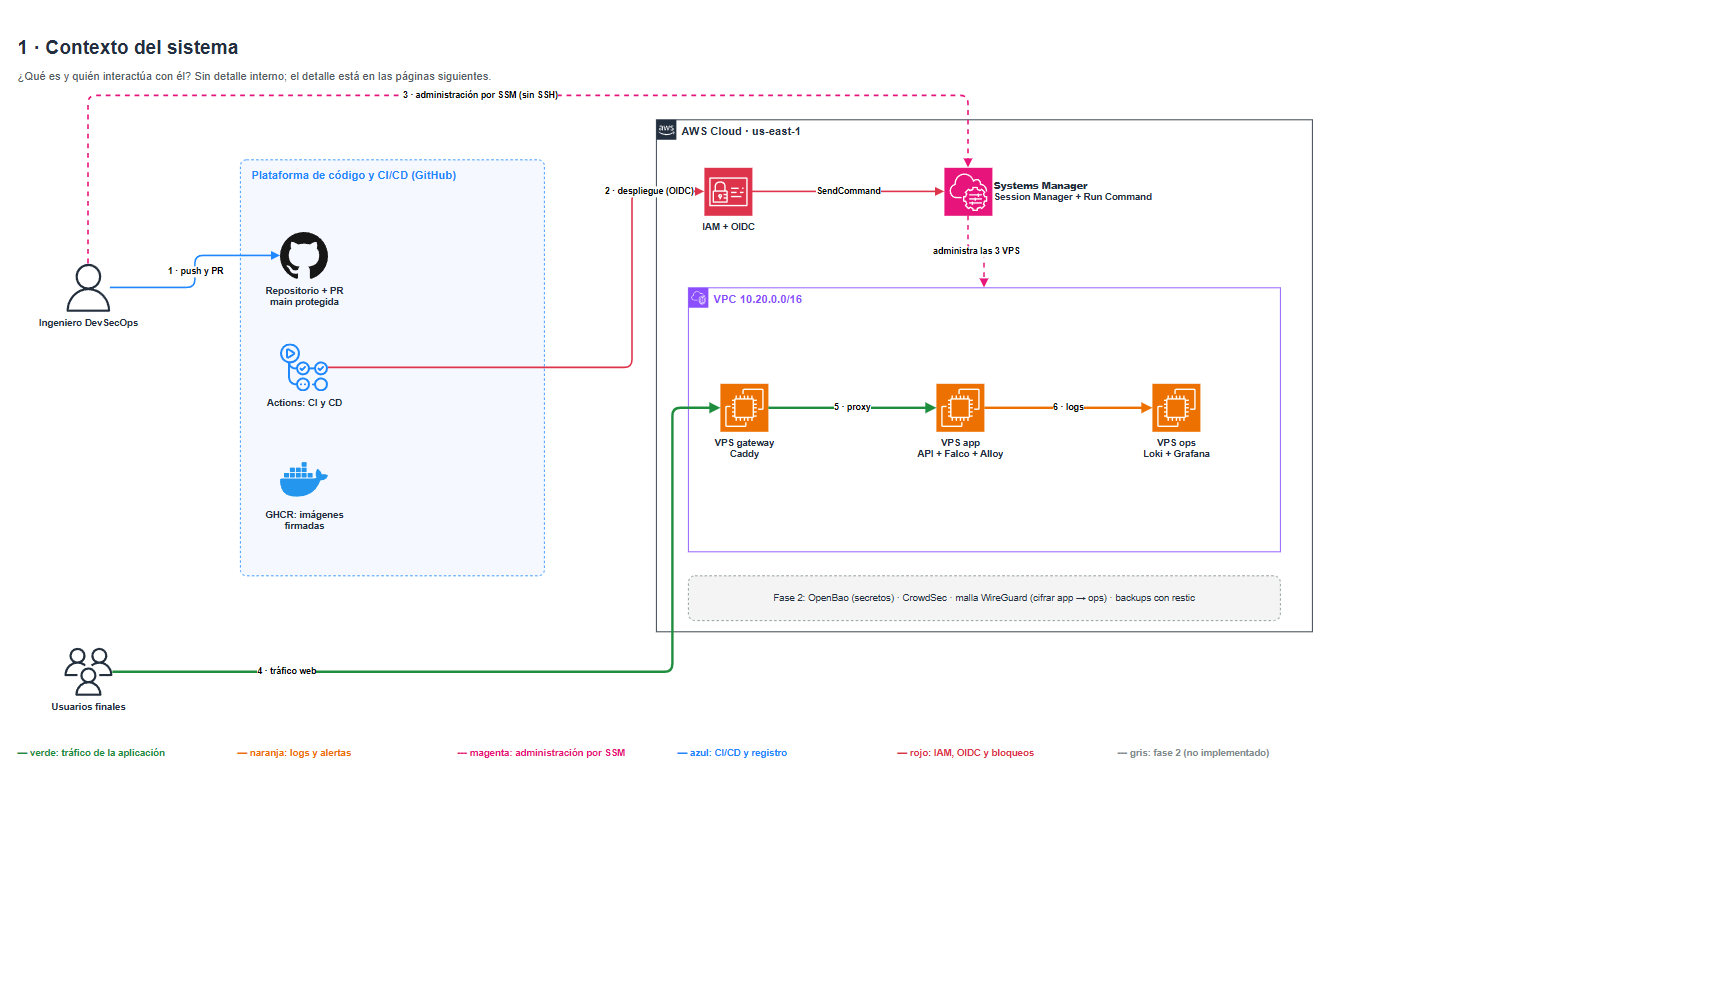 1 · Contexto del sistema
¿Qué es y quién interactúa con él? Sin detalle interno; el detalle está en las páginas siguientes.
3 · administración por SSM (sin SSH)
aws
AWS Cloud · us-east-1
Plataforma de código y CI/CD (GitHub)
2 · despliegue (OIDC)
SendCommand
Systems Manager
Session Manager + Run Command
IAM + OIDC
administra las 3 VPS
1 · push y PR
Repositorio + PR
main protegida
Ingeniero DevSecOps
VPC 10.20.0.0/16
Actions: CI y CD
5 · proxy
6 · logs
VPS gateway
Caddy
VPS app
API + Falco + Alloy
VPS ops
Loki + Grafana
GHCR: imágenes
firmadas
Fase 2: OpenBao (secretos) · CrowdSec · malla WireGuard (cifrar app → ops) · backups con restic
4 · tráfico web
Usuarios finales
— verde: tráfico de la aplicación
— naranja: logs y alertas
— magenta: administración por SSM
— azul: CI/CD y registro
— rojo: IAM, OIDC y bloqueos
— gris: fase 2 (no implementado)